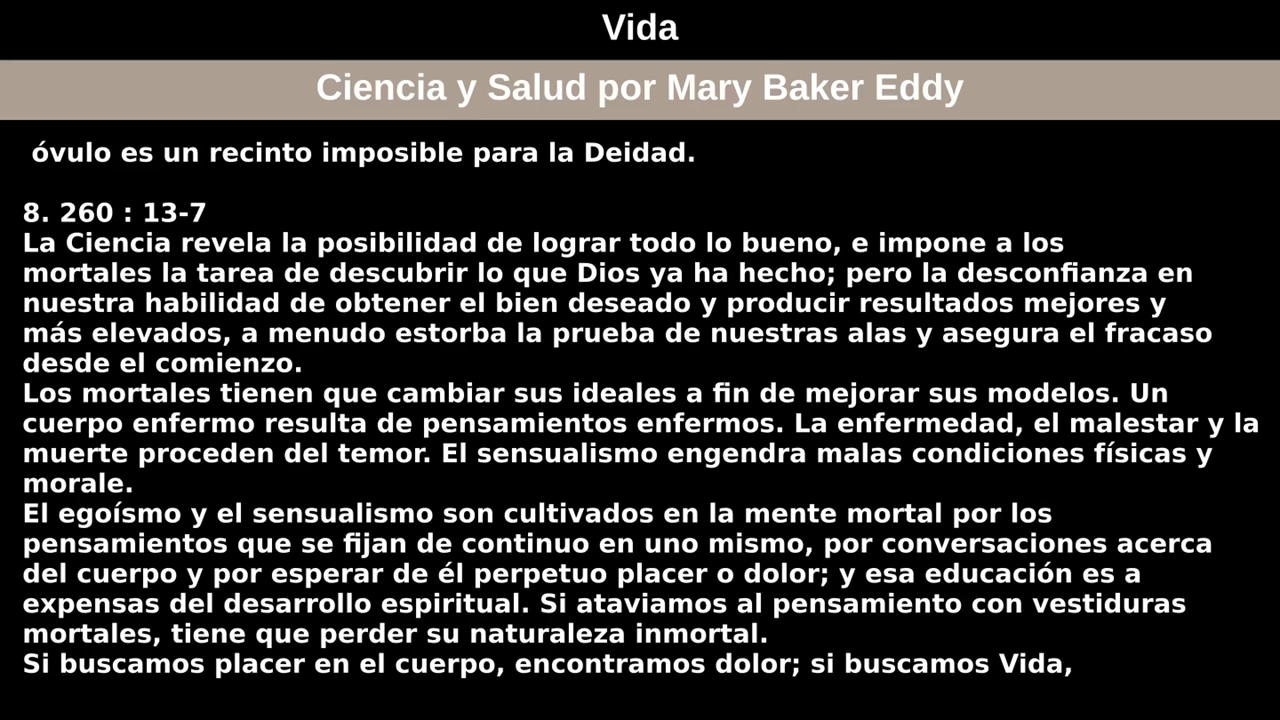 Vida
Ciencia y Salud por Mary Baker Eddy
óvulo es un recinto imposible para la Deidad.
8. 260 : 13-7
La Ciencia revela la posibilidad de lograr todo lo bueno, e impone a los
mortales la tarea de descubrir lo que Dios ya ha hecho; pero la desconfianza en
nuestra habilidad de obtener el bien deseado y producir resultados mejores y
más elevados, a menudo estorba la prueba de nuestras alas y asegura el fracaso
desde el comienzo.
Los mortales tienen que cambiar sus ideales a fin de mejorar sus modelos. Un
cuerpo enfermo resulta de pensamientos enfermos. La enfermedad, el malestar y la
muerte proceden del temor. El sensualismo engendra malas condiciones físicas y
morale.
El egoísmo y el sensualismo son cultivados en la mente mortal por los
pensamientos que se fijan de continuo en uno mismo, por conversaciones acerca
del cuerpo y por esperar de él perpetuo placer o dolor; y esa educación es a
expensas del desarrollo espiritual. Si ataviamos al pensamiento con vestiduras
mortales, tiene que perder su naturaleza inmortal.
Si buscamos placer en el cuerpo, encontramos dolor; si buscamos Vida,